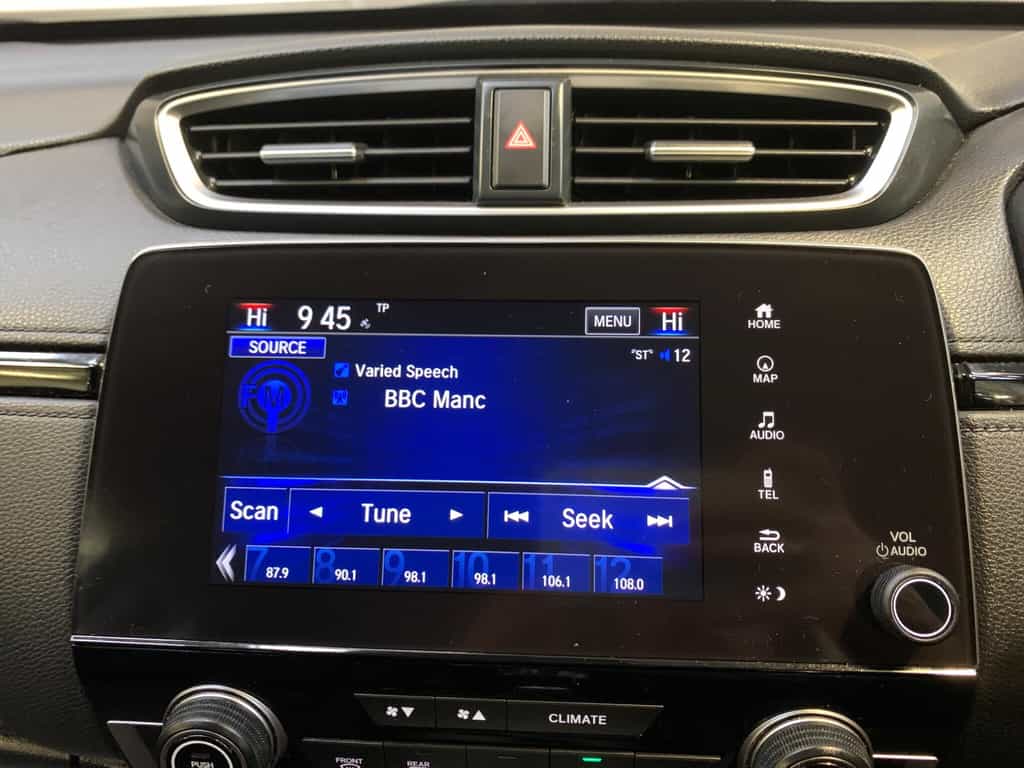 Hi 9 45 TP MENU Hi
SOURCE
"ST" 12
FM
Varied Speech
BBC Manc
Scan Tune Seek
7 8 9 10 11 12
87.9 90.1 98.1 98.1 106.1 108.0
HOME
MAP
AUDIO
TEL
BACK
VOL
AUDIO
CLIMATE
PUSH
FRONT
REAR